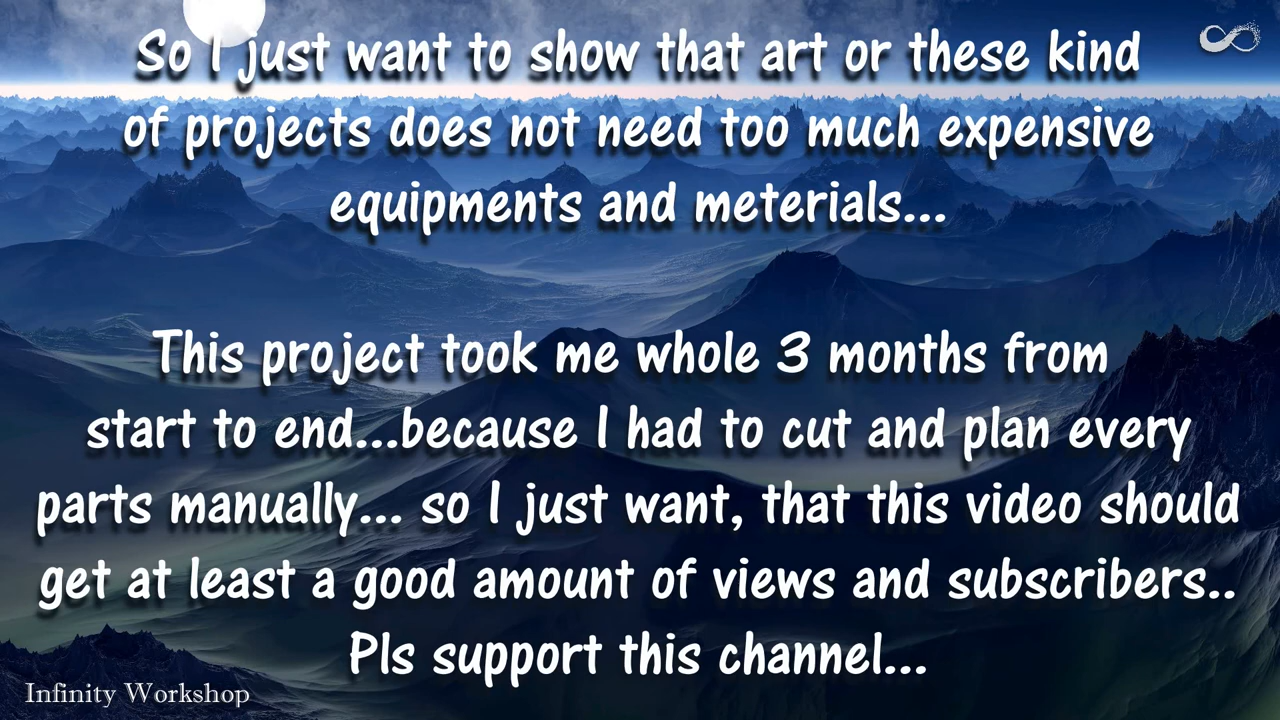 So I just want to show that art or these kind
of projects does not need too much expensive
equipments and meterials...
This project took me whole 3 months from
start to end...because I had to cut and plan every
parts manually... so I just want, that this video should
get at least a good amount of views and subscribers..
Pls support this channel...
Infinity Workshop